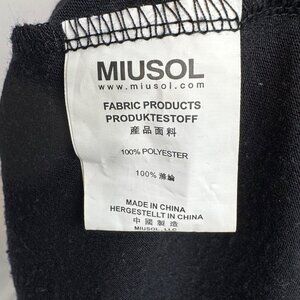 MIUSOL
www.miusol.com
FABRIC PRODUCTS
PRODUKTESTOFF
産品面料
100% POLYESTER
100% 滌綸
MADE IN CHINA
HERGESTELLT IN CHINA
中國製造
MIUSOL, LLC